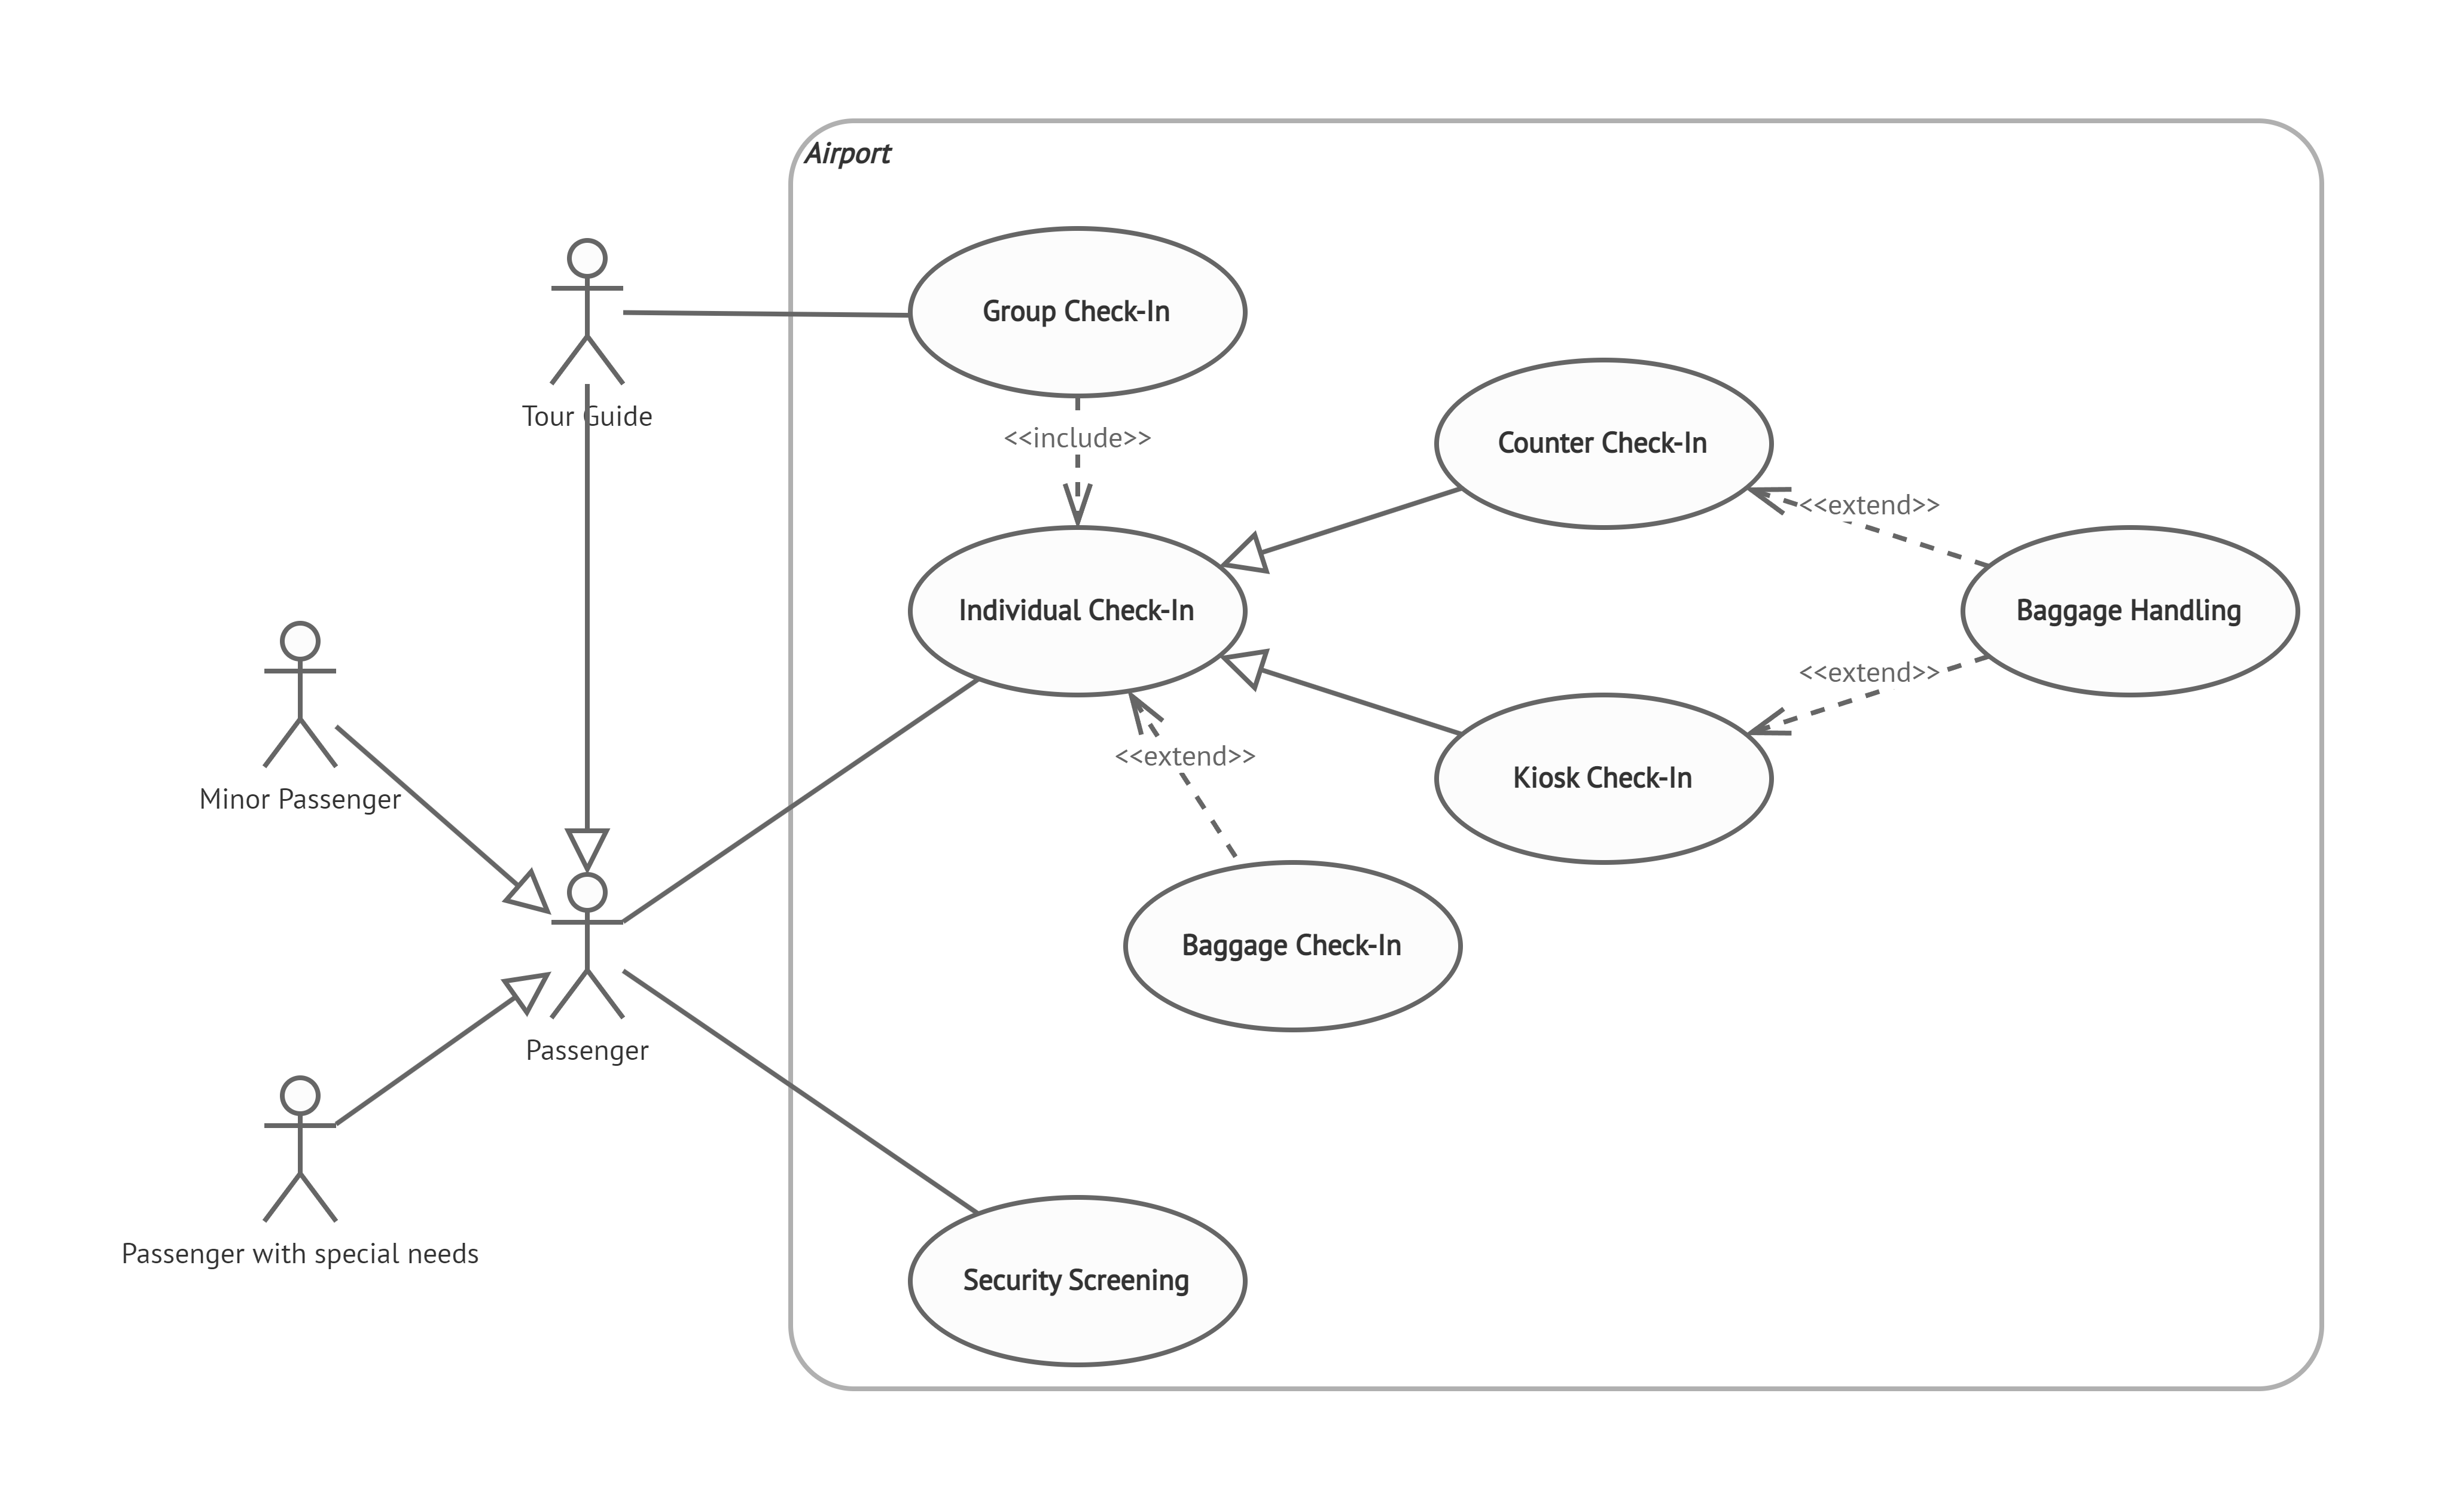 Airport
Tour Guide
Group Check-In
<<include>>
Counter Check-In
<<extend>>
Individual Check-In
Baggage Handling
<<extend>>
Minor Passenger
<<extend>>
Kiosk Check-In
Baggage Check-In
Passenger
Passenger with special needs
Security Screening